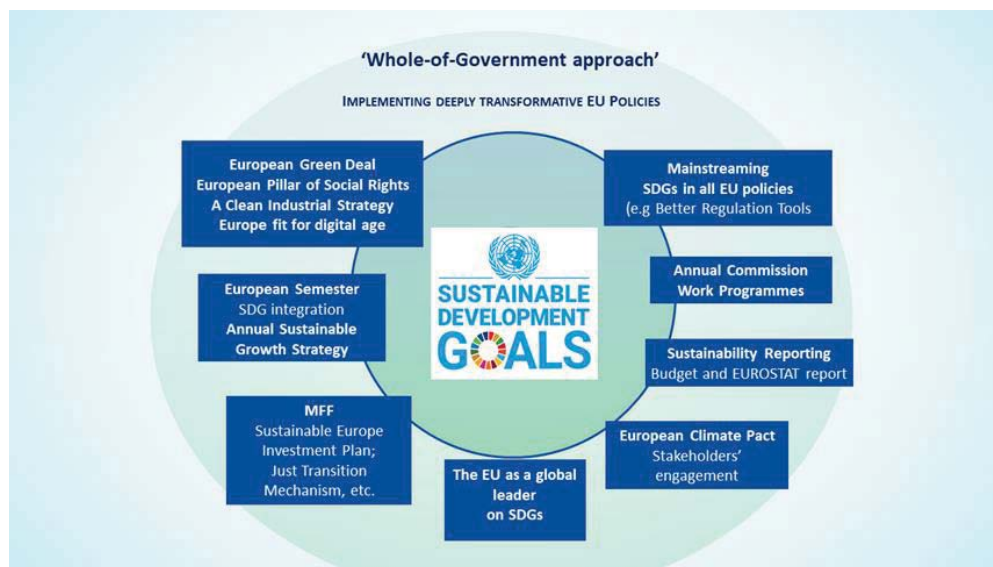 ‘Whole-of-Government approach’
IMPLEMENTING DEEPLY TRANSFORMATIVE EU POLICIES
European Green Deal
European Pillar of Social Rights
A Clean Industrial Strategy
Europe fit for digital age
Mainstreaming
SDGs in all EU policies
(e.g Better Regulation Tools
SUSTAINABLE
DEVELOPMENT
GOALS
European Semester
SDG integration
Annual Sustainable
Growth Strategy
Annual Commission
Work Programmes
Sustainability Reporting
Budget and EUROSTAT report
MFF
Sustainable Europe
Investment Plan;
Just Transition
Mechanism, etc.
European Climate Pact
Stakeholders’
engagement
The EU as a global
leader
on SDGs